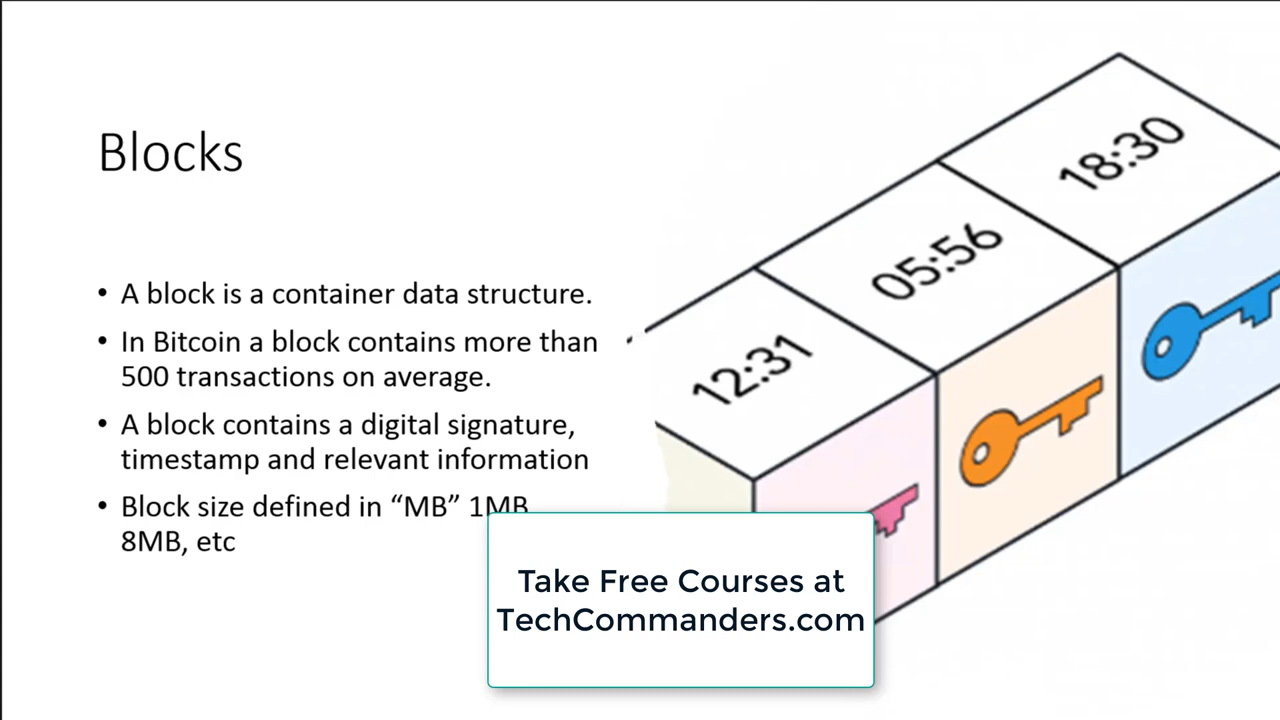 Blocks
• A block is a container data structure.
• In Bitcoin a block contains more than
500 transactions on average.
• A block contains a digital signature,
timestamp and relevant information
• Block size defined in “MB” 1MB
8MB, etc
12:31
05:56
18:30
Take Free Courses at
TechCommanders.com